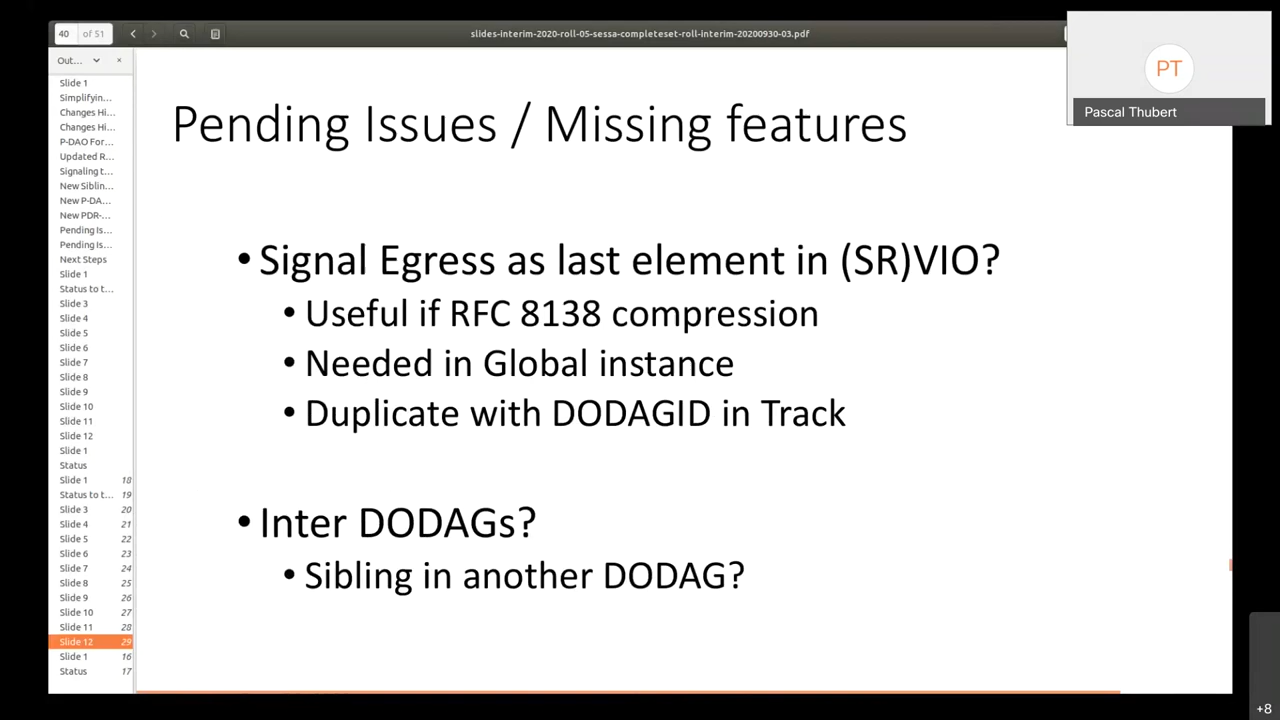 40 of 51
slides-interim-2020-roll-05-sessa-completeset-roll-interim-20200930-03.pdf
PT
Pascal Thubert
Out...
Slide 1
Simplifyin...
Changes Hi...
Changes Hi...
P-DAO For...
Updated R...
Signaling t...
New Siblin...
New P-DA...
New PDR-...
Pending Is...
Pending Is...
Next Steps
Slide 1
Status to t...
Slide 3
Slide 4
Slide 5
Slide 6
Slide 7
Slide 8
Slide 9
Slide 10
Slide 11
Slide 12
Slide 1
Status
Slide 1 18
Status to t... 19
Slide 3 20
Slide 4 21
Slide 5 22
Slide 6 23
Slide 7 24
Slide 8 25
Slide 9 26
Slide 10 27
Slide 11 28
Slide 12 29
Slide 1 16
Status 17
Pending Issues / Missing features
• Signal Egress as last element in (SR)VIO?
• Useful if RFC 8138 compression
• Needed in Global instance
• Duplicate with DODAGID in Track
• Inter DODAGs?
• Sibling in another DODAG?
+8